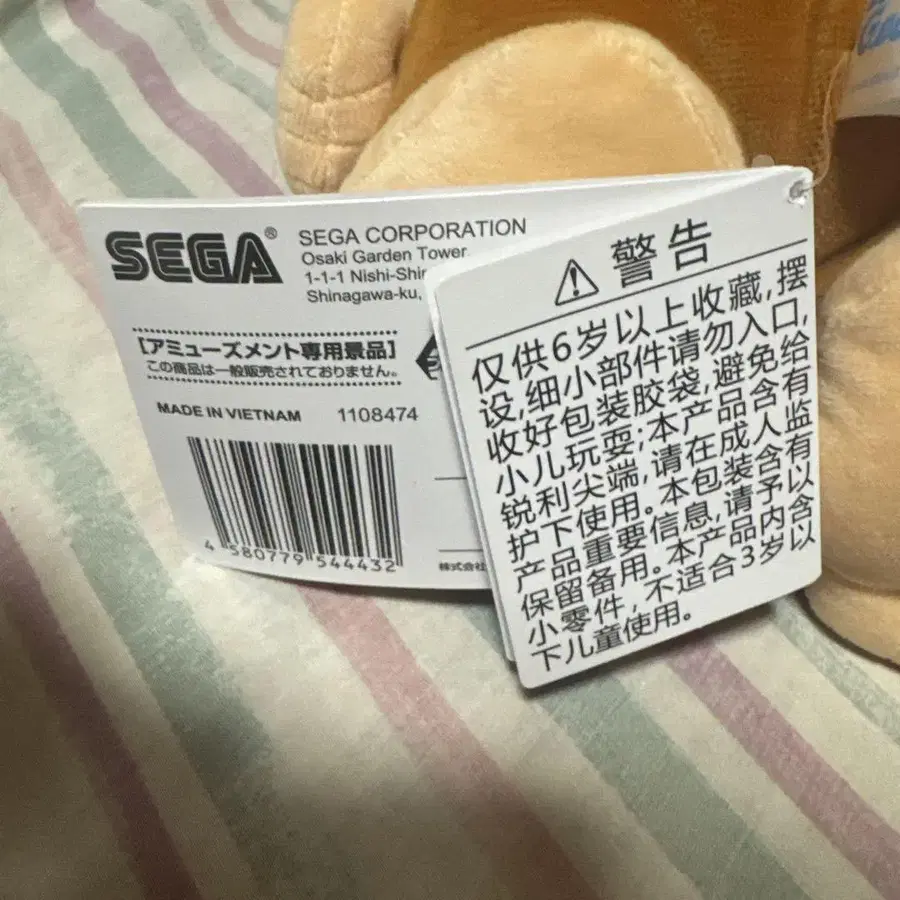 SEGA®
SEGA CORPORATION
Osaki Garden Tower,
1-1-1
Shinagawa-ku,
【アミューズメント専用景品】
この商品は一般販売されておりません。
MADE IN VIETNAM 1108474
4 580779 544432
株式会社
⚠ 警告
仅供6岁以上收藏,摆
设,细小部件请勿入口,
收好包装胶袋,避免给
小儿玩耍;本产品含有
锐利尖端,请在成人监
护下使用。本包装含有
产品重要信息,请予以
保留备用。本产品内含
小零件,不适合3岁以
下儿童使用。